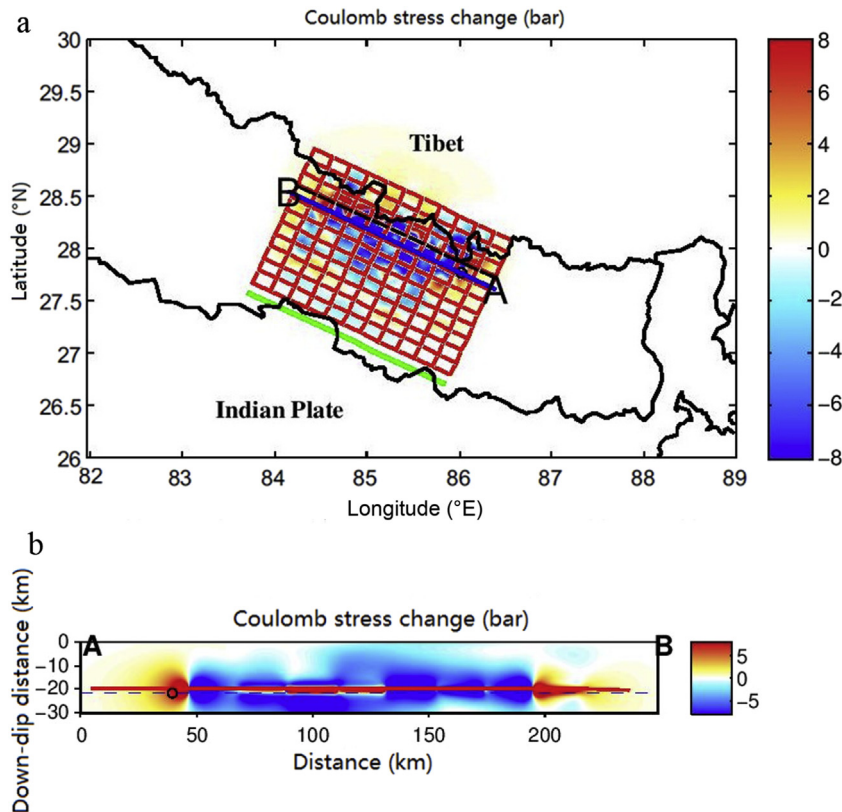 a
Coulomb stress change (bar)
30
29.5
29
28.5
28
27.5
27
26.5
26
Latitude (°N)
Tibet
B
A
Indian Plate
82 83 84 85 86 87 88 89
Longitude (°E)
8
6
4
2
0
−2
−4
−6
−8
b
Coulomb stress change (bar)
Down-dip distance (km)
A B
0
−10
−20
−30
0 50 100 150 200
Distance (km)
5
0
−5